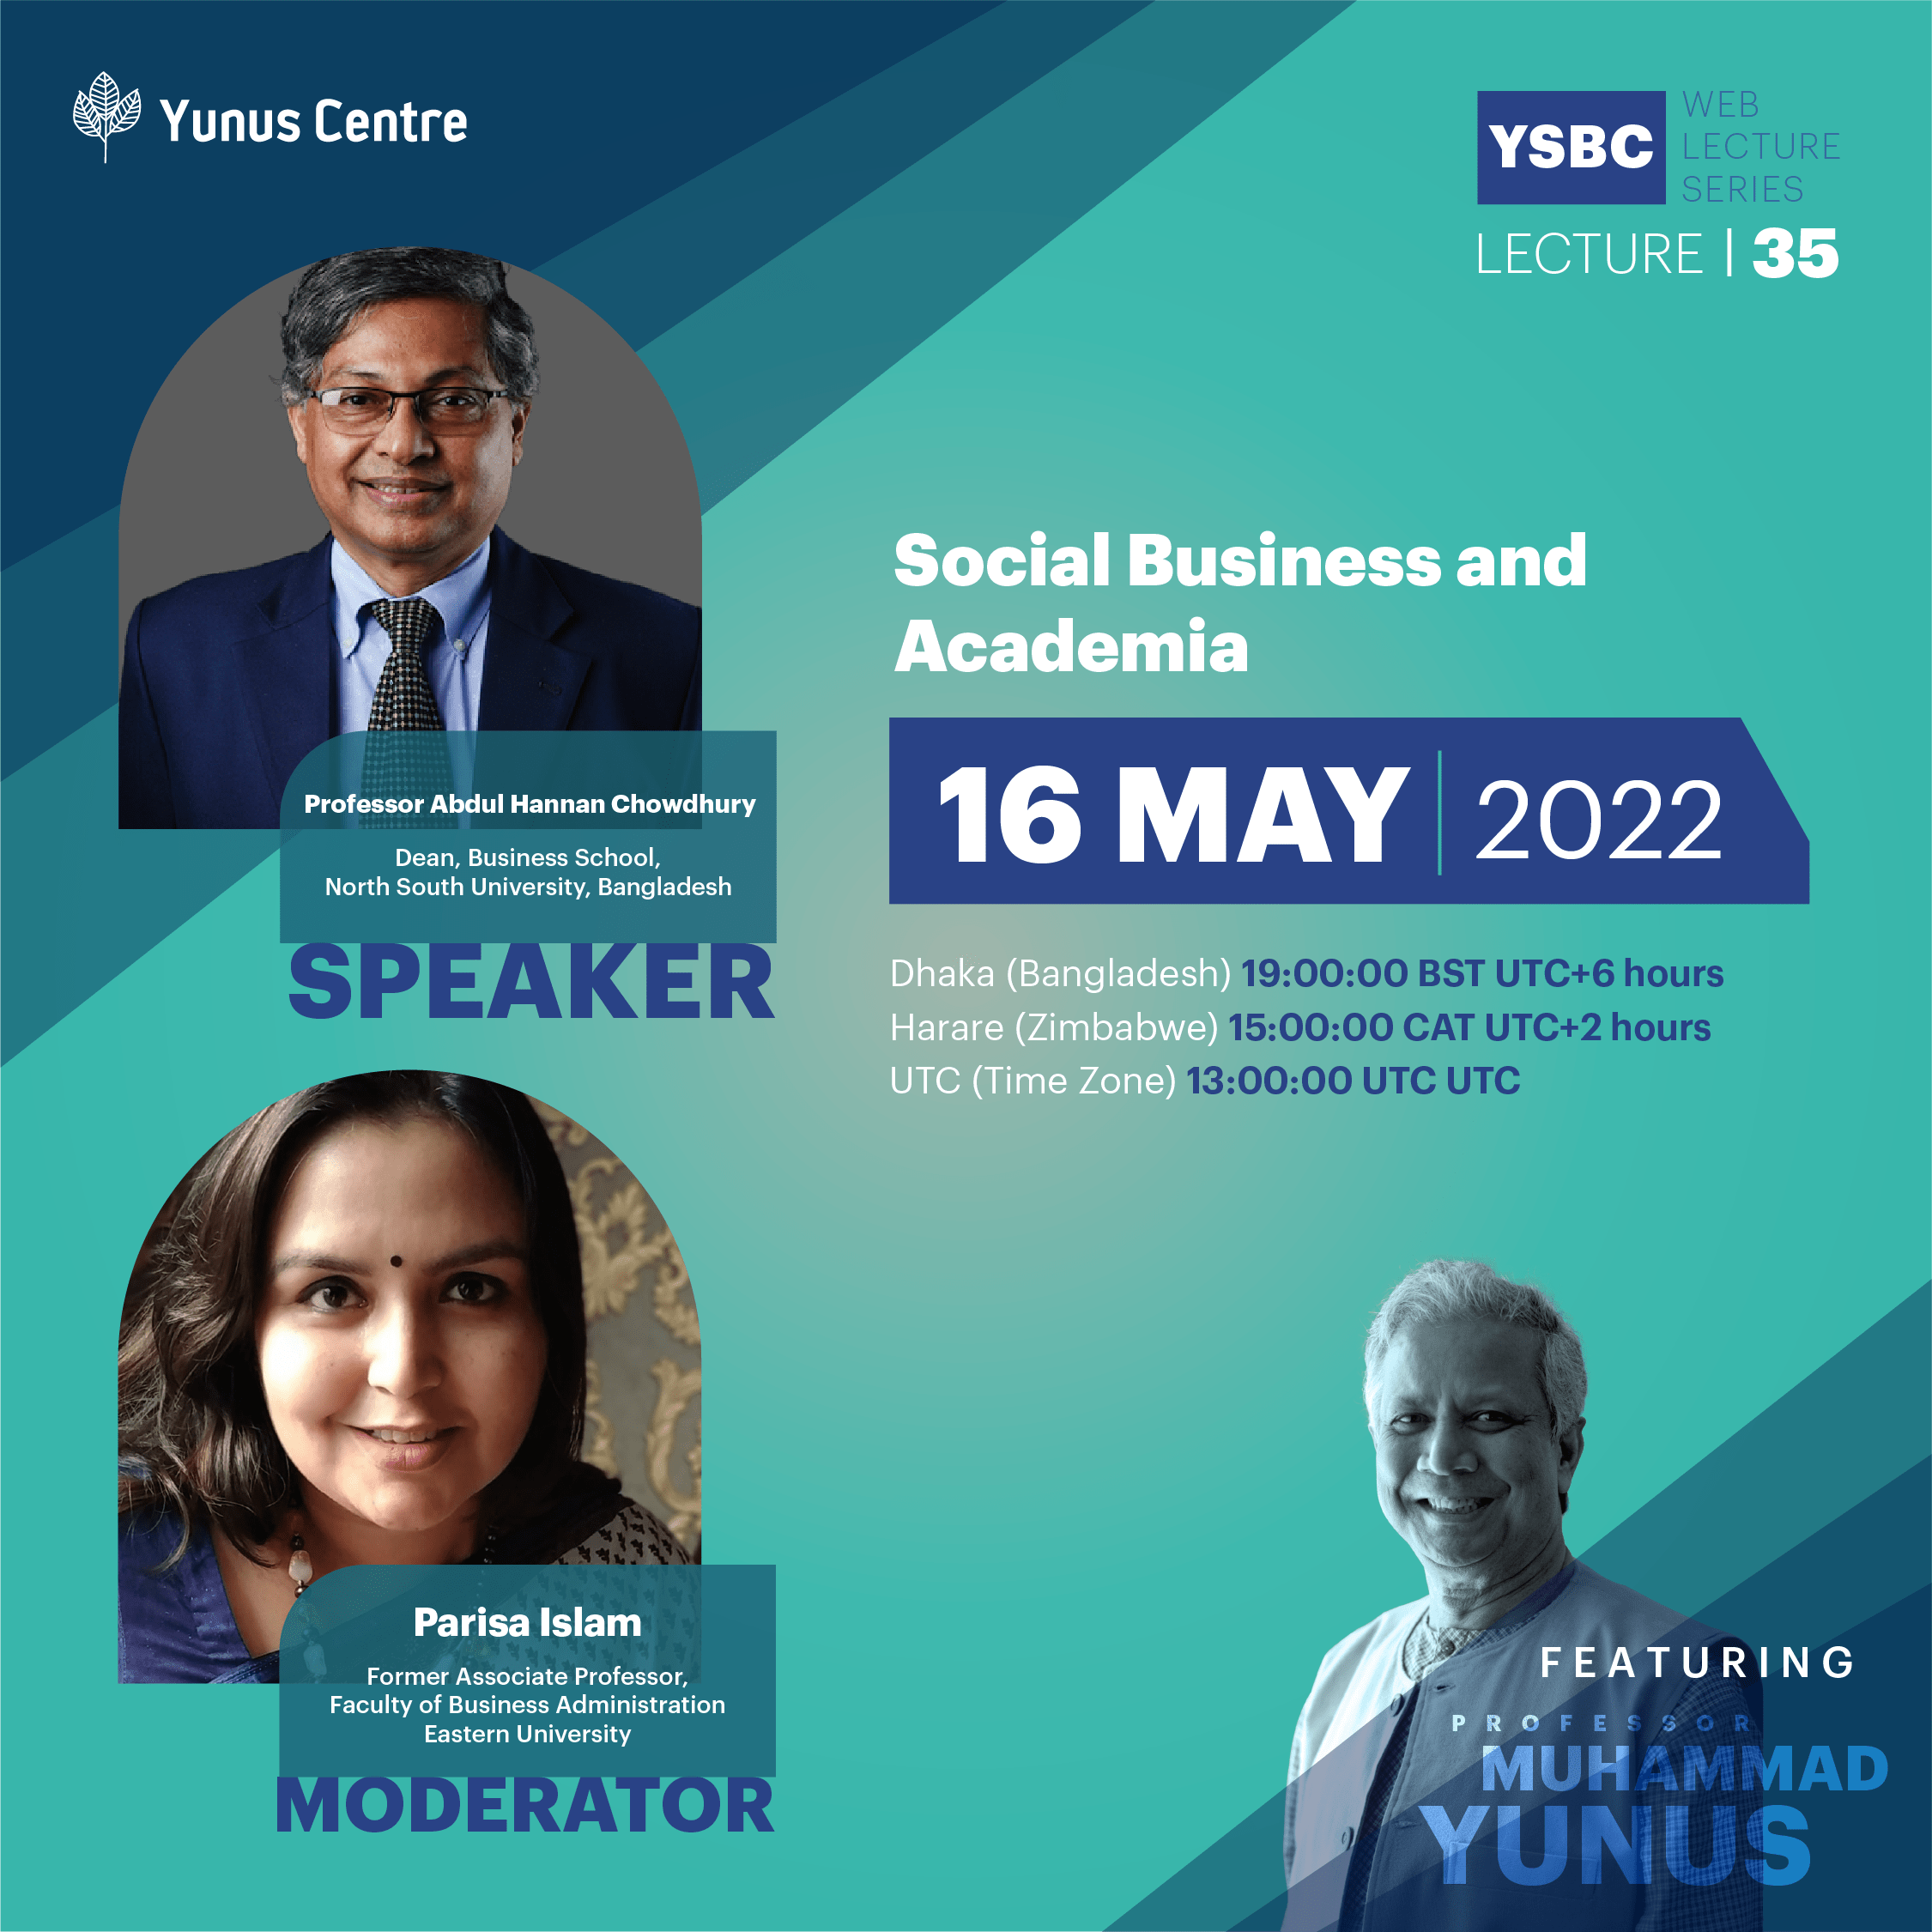 Yunus Centre
YSBC
WEB
LECTURE
SERIES
LECTURE | 35
Professor Abdul Hannan Chowdhury
Dean, Business School,
North South University, Bangladesh
SPEAKER
Social Business and
Academia
16 MAY | 2022
Dhaka (Bangladesh) 19:00:00 BST UTC+6 hours
Harare (Zimbabwe) 15:00:00 CAT UTC+2 hours
UTC (Time Zone) 13:00:00 UTC UTC
Parisa Islam
Former Associate Professor,
Faculty of Business Administration
Eastern University
MODERATOR
FEATURING
PROFESSOR
MUHAMMAD
YUNUS